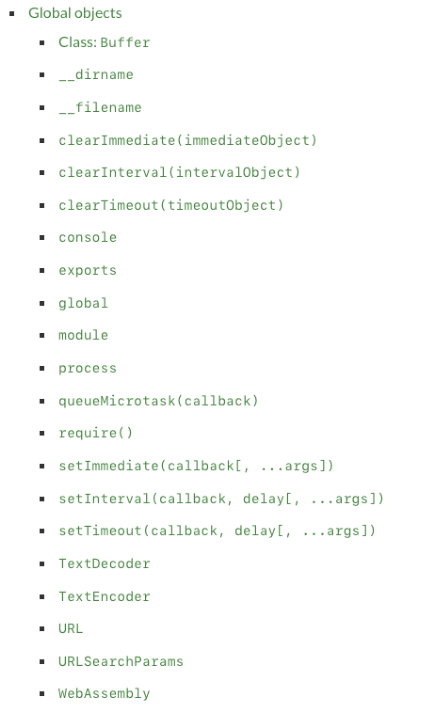 Global objects
Class: Buffer
__dirname
__filename
clearImmediate(immediateObject)
clearInterval(intervalObject)
clearTimeout(timeoutObject)
console
exports
global
module
process
queueMicrotask(callback)
require()
setImmediate(callback[, ...args])
setInterval(callback, delay[, ...args])
setTimeout(callback, delay[, ...args])
TextDecoder
TextEncoder
URL
URLSearchParams
WebAssembly